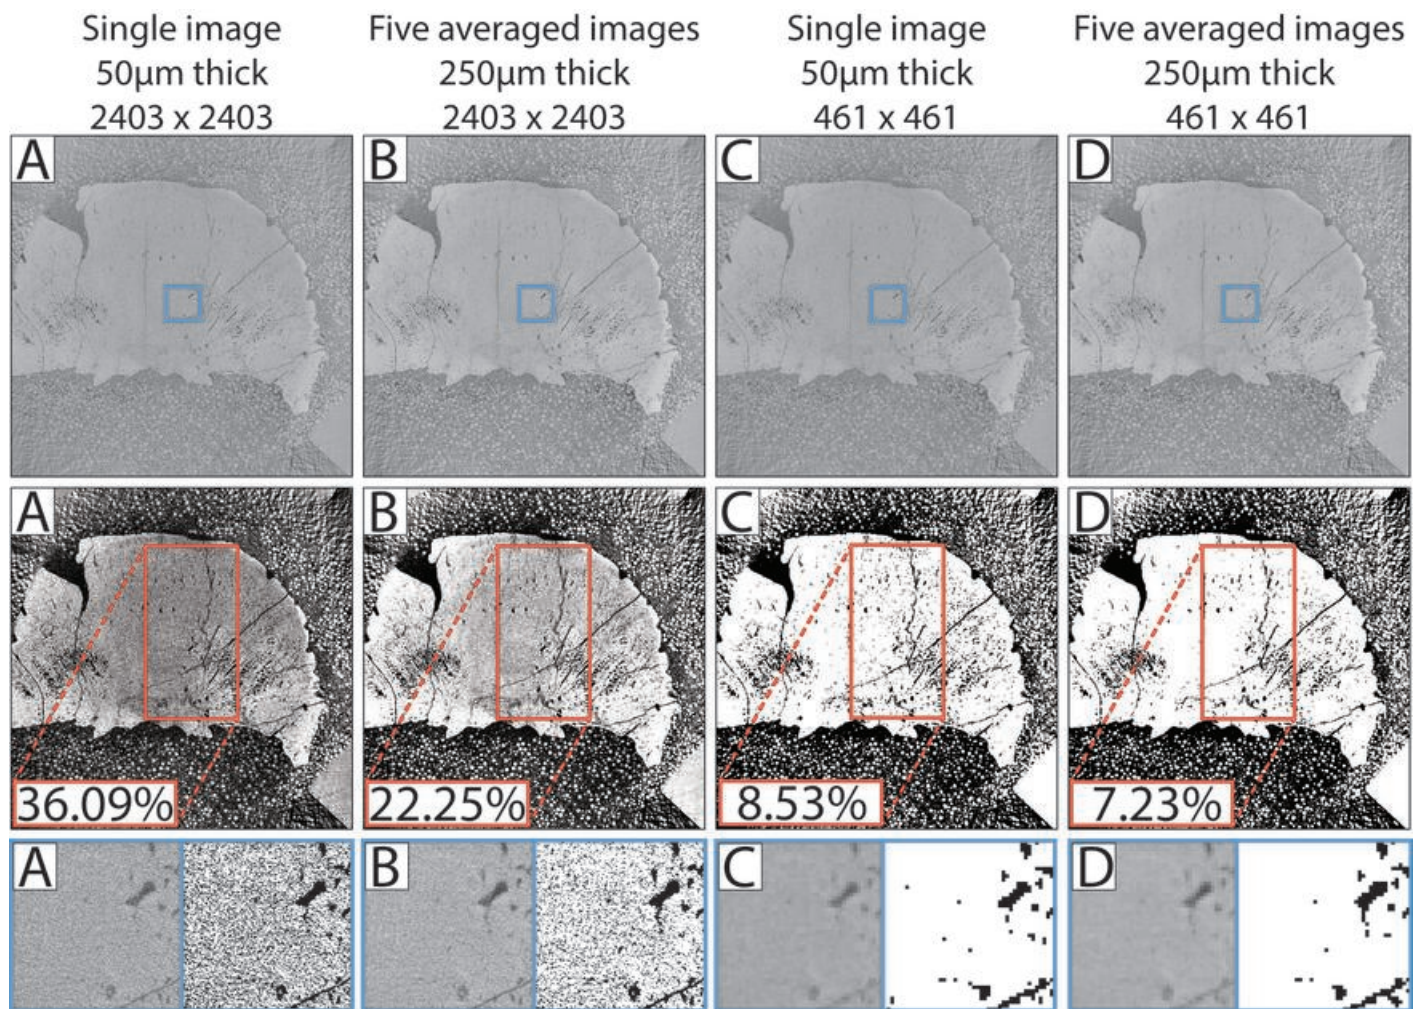 Single image
50μm thick
2403 x 2403
Five averaged images
250μm thick
2403 x 2403
Single image
50μm thick
461 x 461
Five averaged images
250μm thick
461 x 461
A
B
C
D
A
B
C
D
36.09%
22.25%
8.53%
7.23%
A
B
C
D